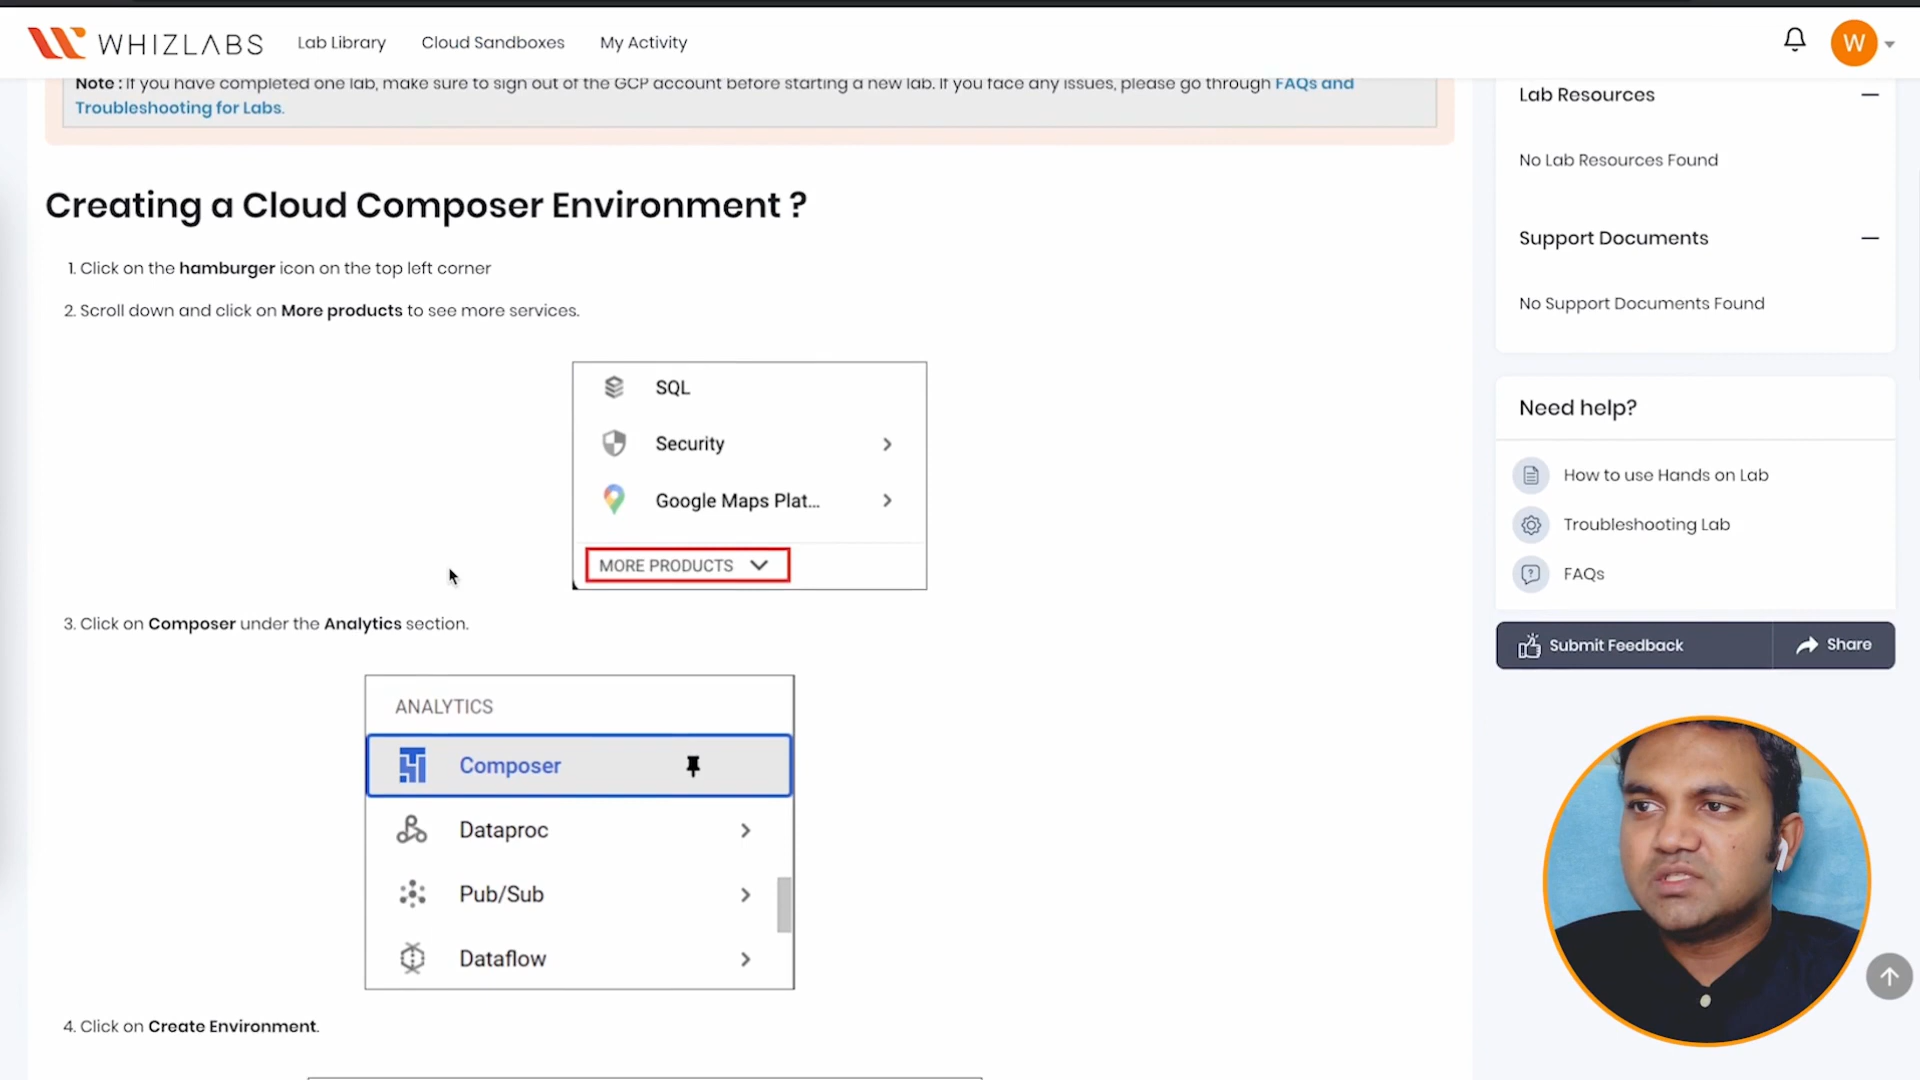 WHIZLABS Lab Library Cloud Sandboxes My Activity W
Note : If you have completed one lab, make sure to sign out of the GCP account before starting a new lab. If you face any issues, please go through FAQs and
Troubleshooting for Labs.
Creating a Cloud Composer Environment ?
1. Click on the hamburger icon on the top left corner
2. Scroll down and click on More products to see more services.
SQL
Security
Google Maps Plat...
MORE PRODUCTS
3. Click on Composer under the Analytics section.
ANALYTICS
Composer
Dataproc
Pub/Sub
Dataflow
4. Click on Create Environment.
Lab Resources
No Lab Resources Found
Support Documents
No Support Documents Found
Need help?
How to use Hands on Lab
Troubleshooting Lab
FAQs
Submit Feedback Share